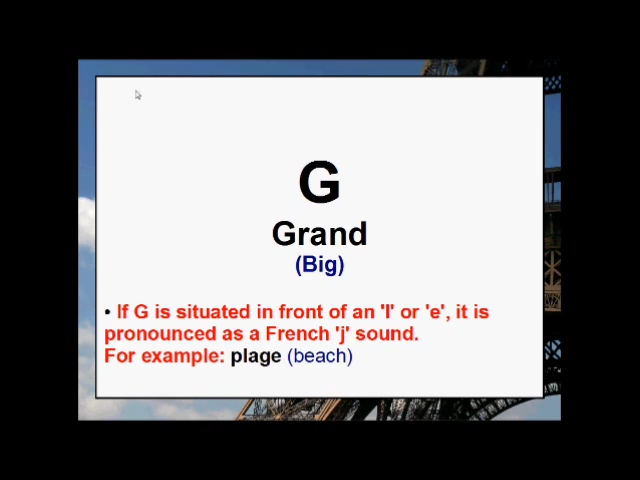 G
Grand
(Big)
• If G is situated in front of an 'I' or 'e', it is
pronounced as a French 'j' sound.
For example: plage (beach)